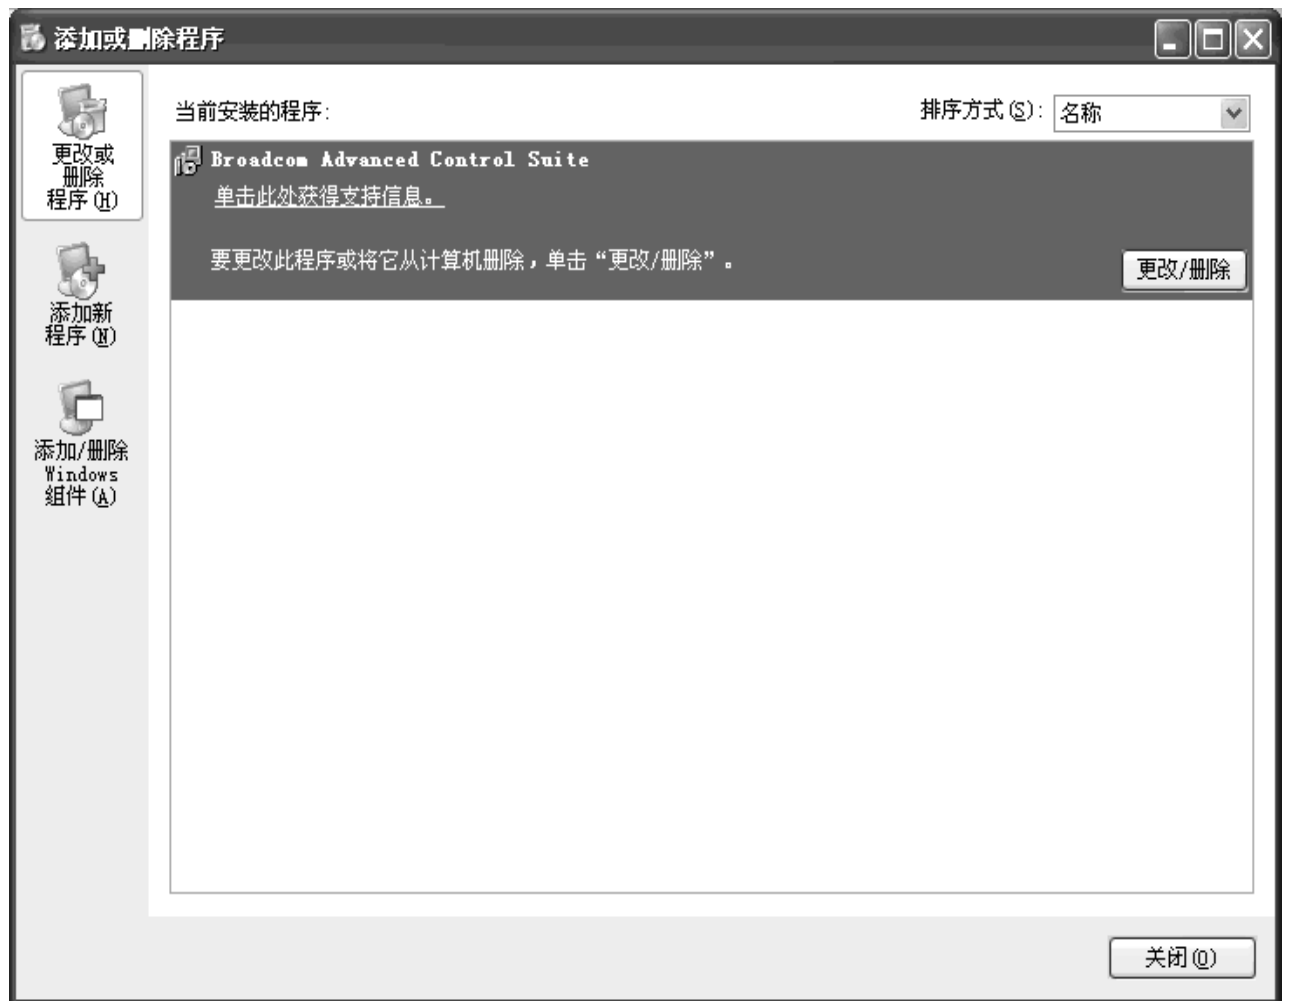 添加或删除程序
更改或
删除
程序(H)
添加新
程序(N)
添加/删除
Windows
组件(A)
当前安装的程序:
排序方式(S): 名称
Broadcom Advanced Control Suite
单击此处获得支持信息。
要更改此程序或将它从计算机删除，单击“更改/删除”。
更改/删除
关闭(O)